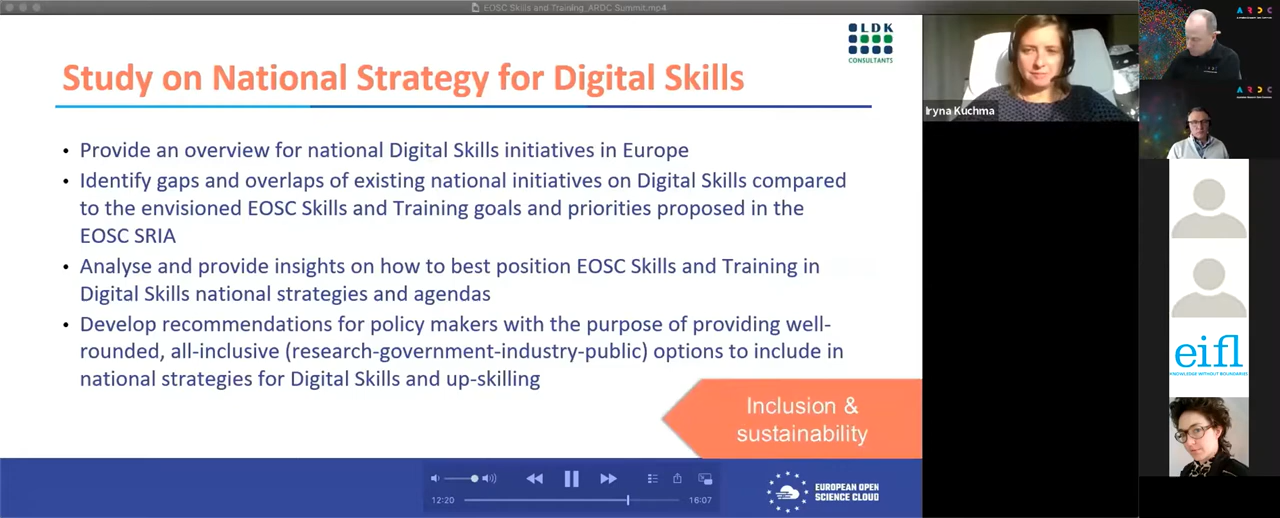 EOSC Skills and Training_ARDC Summit.mp4
LDK
CONSULTANTS
Study on National Strategy for Digital Skills
• Provide an overview for national Digital Skills initiatives in Europe
• Identify gaps and overlaps of existing national initiatives on Digital Skills compared
to the envisioned EOSC Skills and Training goals and priorities proposed in the
EOSC SRIA
• Analyse and provide insights on how to best position EOSC Skills and Training in
Digital Skills national strategies and agendas
• Develop recommendations for policy makers with the purpose of providing well-
rounded, all-inclusive (research-government-industry-public) options to include in
national strategies for Digital Skills and up-skilling
Inclusion &
sustainability
12:20
16:07
EUROPEAN OPEN
SCIENCE CLOUD
Iryna Kuchma
ARDC
ARDC
eifl
KNOWLEDGE WITHOUT BOUNDARIES